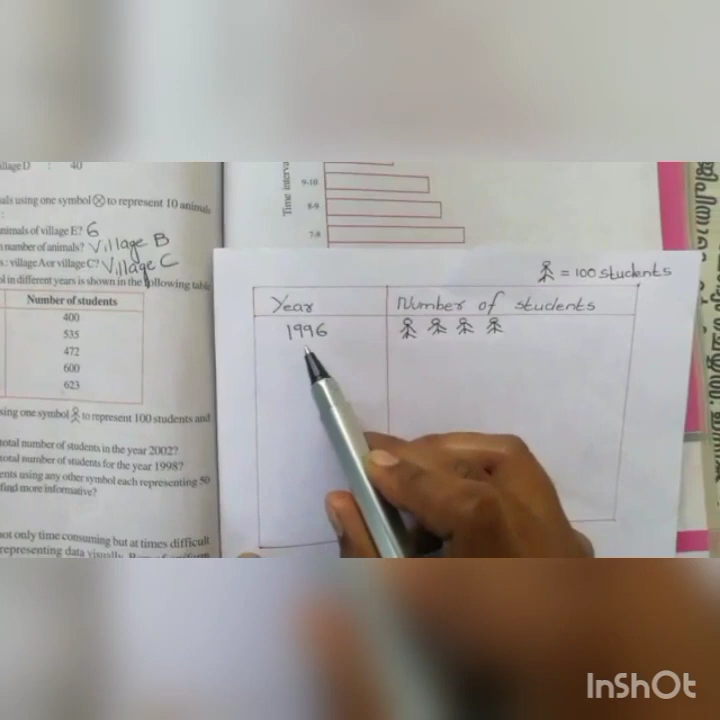 40
als using one symbol ⊗ to represent 10 animals
animals of village E? 6
number of animals? Village B
: village A or village C? Village C
in different years is shown in the following table
Number of students
400
535
472
600
623
using one symbol to represent 100 students and
total number of students in the year 2002?
total number of students for the year 1998?
ents using any other symbol each representing 50
find more informative?
not only time consuming but at times difficult
representing data visually.
Time interva
9-10
8-9
7-8
= 100 students
Year Number of students
1996
InShOt